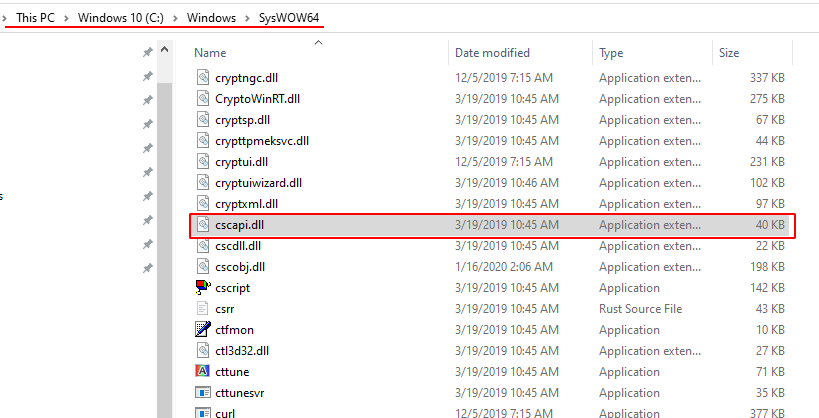 This PC > Windows 10 (C:) > Windows > SysWOW64
Name Date modified Type Size
cryptngc.dll 12/5/2019 7:15 AM Application exten... 337 KB
CryptoWinRT.dll 3/19/2019 10:45 AM Application exten... 275 KB
cryptsp.dll 3/19/2019 10:45 AM Application exten... 67 KB
crypttpmeksvc.dll 3/19/2019 10:45 AM Application exten... 44 KB
cryptui.dll 12/5/2019 7:15 AM Application exten... 231 KB
cryptuiwizard.dll 3/19/2019 10:46 AM Application exten... 102 KB
cryptxml.dll 3/19/2019 10:45 AM Application exten... 97 KB
cscapi.dll 3/19/2019 10:45 AM Application exten... 40 KB
cscdll.dll 3/19/2019 10:45 AM Application exten... 22 KB
cscobj.dll 1/16/2020 2:06 AM Application exten... 198 KB
cscript 3/19/2019 10:45 AM Application 142 KB
csrr 3/19/2019 10:45 AM Rust Source File 43 KB
ctfmon 3/19/2019 10:45 AM Application 10 KB
ctl3d32.dll 3/19/2019 10:45 AM Application exten... 27 KB
cttune 3/19/2019 10:45 AM Application 71 KB
cttunesvr 3/19/2019 10:45 AM Application 35 KB
curl 12/5/2019 7:15 AM Application 377 KB